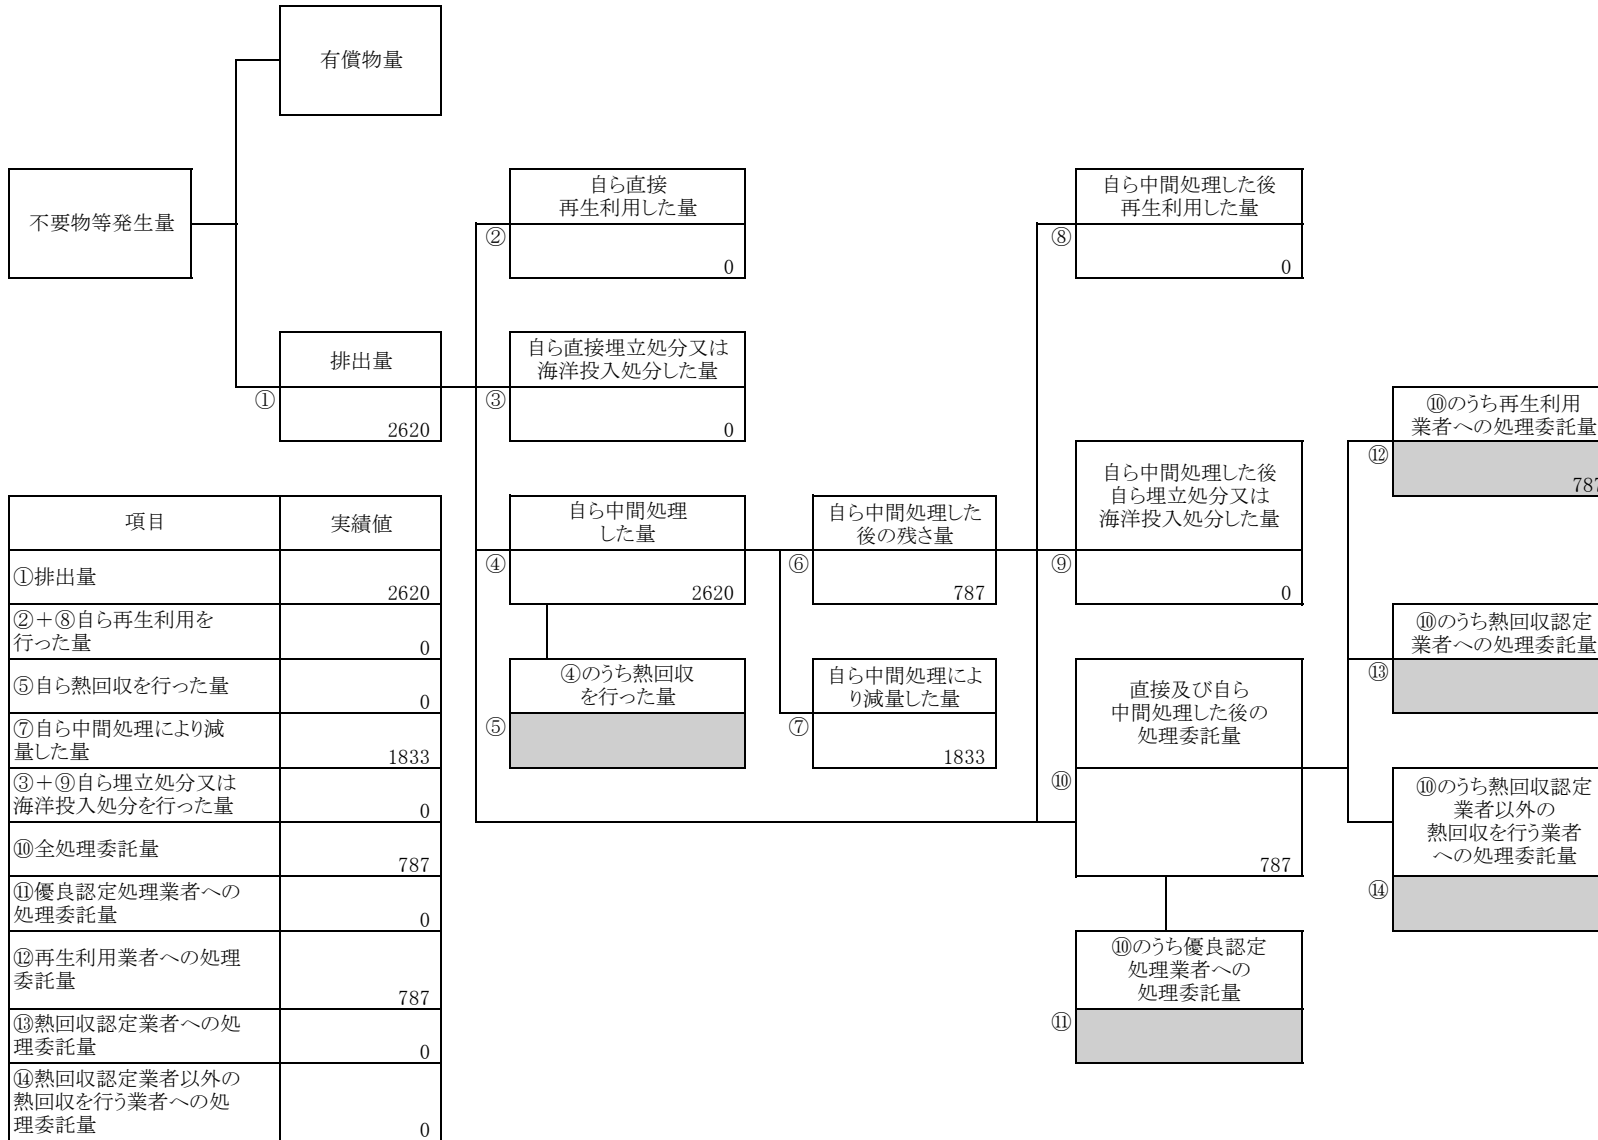 有償物量
不要物等発生量
自ら直接
再生利用した量
②
0
自ら中間処理した後
再生利用した量
⑧
0
排出量
①
2620
自ら直接埋立処分又は
海洋投入処分した量
③
0
⑩のうち再生利用
業者への処理委託量
⑫
787
自ら中間処理
した量
④
2620
自ら中間処理した
後の残さ量
⑥
787
自ら中間処理した後
自ら埋立処分又は
海洋投入処分した量
⑨
0
⑩のうち熱回収認定
業者への処理委託量
⑬
④のうち熱回収
を行った量
⑤
自ら中間処理によ
り減量した量
⑦
1833
直接及び自ら
中間処理した後の
処理委託量
⑩
787
⑩のうち熱回収認定
業者以外の
熱回収を行う業者
への処理委託量
⑭
⑩のうち優良認定
処理業者への
処理委託量
⑪
項目 実績値
①排出量
2620
②+⑧自ら再生利用を
行った量
0
⑤自ら熱回収を行った量
0
⑦自ら中間処理により減
量した量
1833
③+⑨自ら埋立処分又は
海洋投入処分を行った量
0
⑩全処理委託量
787
⑪優良認定処理業者への
処理委託量
0
⑫再生利用業者への処理
委託量
787
⑬熱回収認定業者への処
理委託量
0
⑭熱回収認定業者以外の
熱回収を行う業者への処
理委託量
0